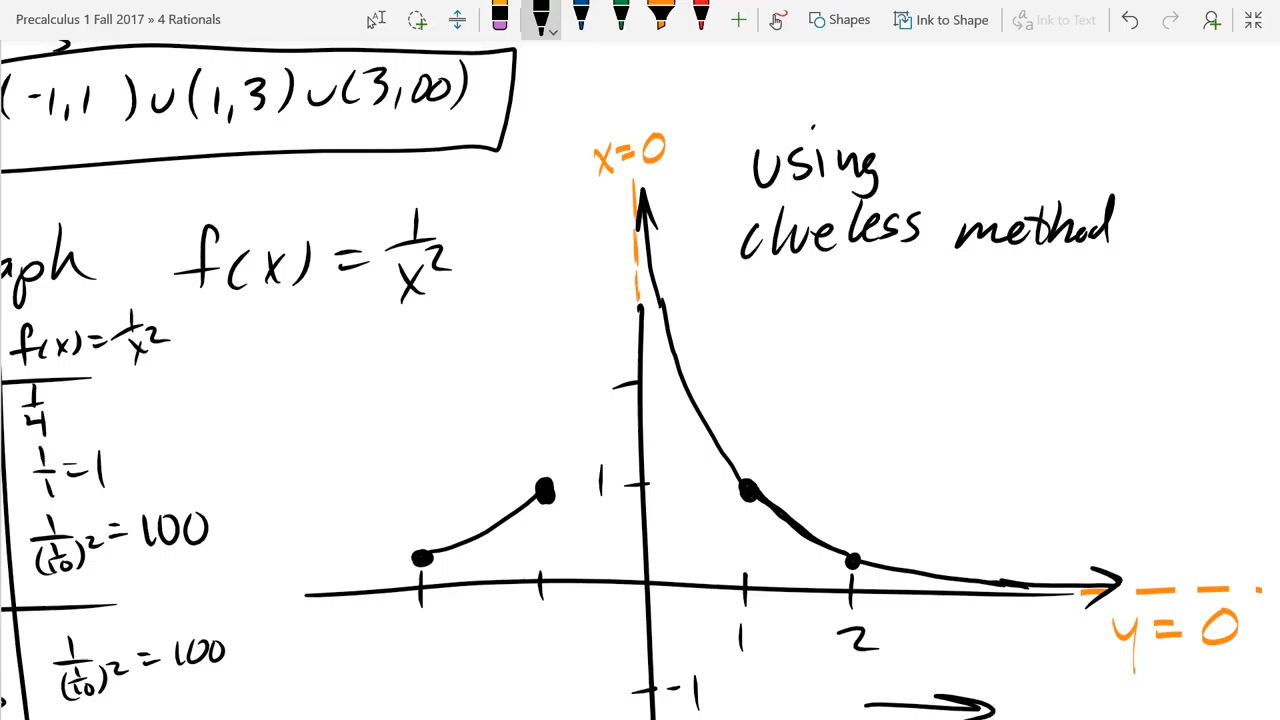 Precalculus 1 Fall 2017 » 4 Rationals
Shapes
Ink to Shape
Ink to Text
(-1,1) ∪ (1,3) ∪ (3,∞)
x=0
using
clueless method
f(x) = 1/x²
f(x) = 1/x²
1/4
1/1 = 1
1
1/(1/10)² = 100
1 2
y = 0
1/(1/10)² = 100
-1